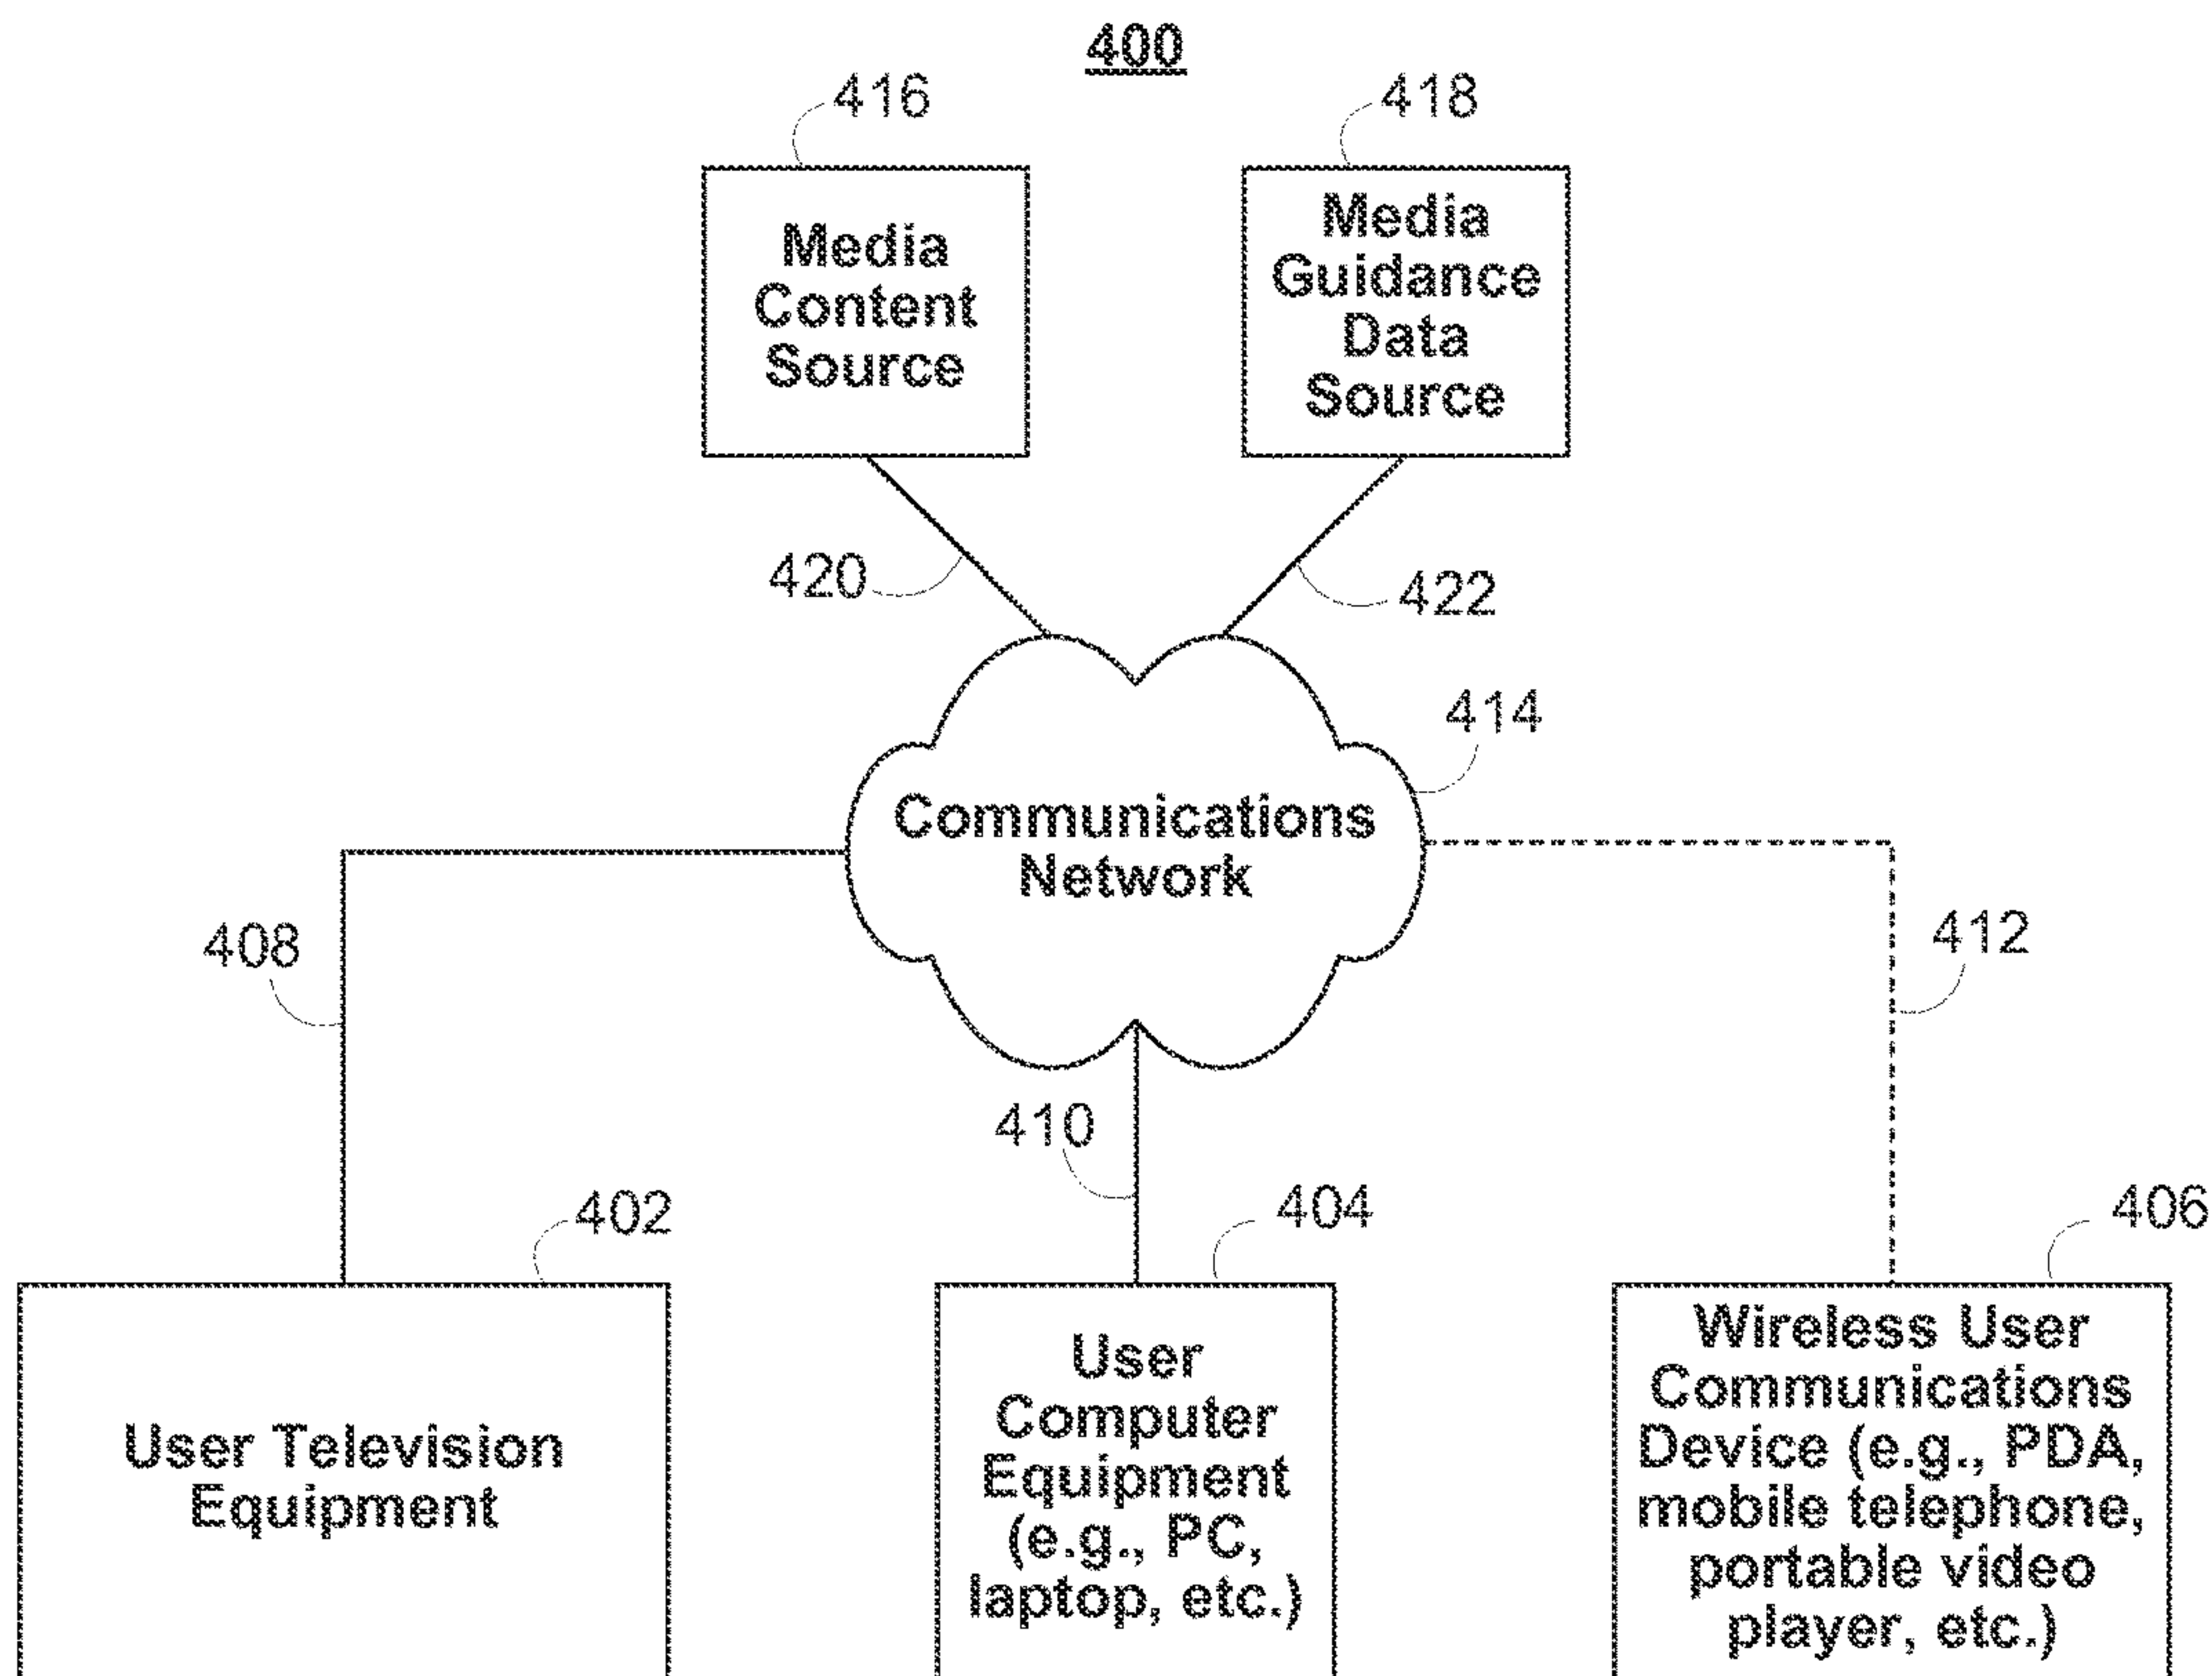 400
416
418
Media
Content
Source
Media
Guidance
Data
Source
420
422
414
Communications
Network
408
412
410
402
404
406
User Television
Equipment
User
Computer
Equipment
(e.g., PC,
laptop, etc.)
Wireless User
Communications
Device (e.g., PDA,
mobile telephone,
portable video
player, etc.)